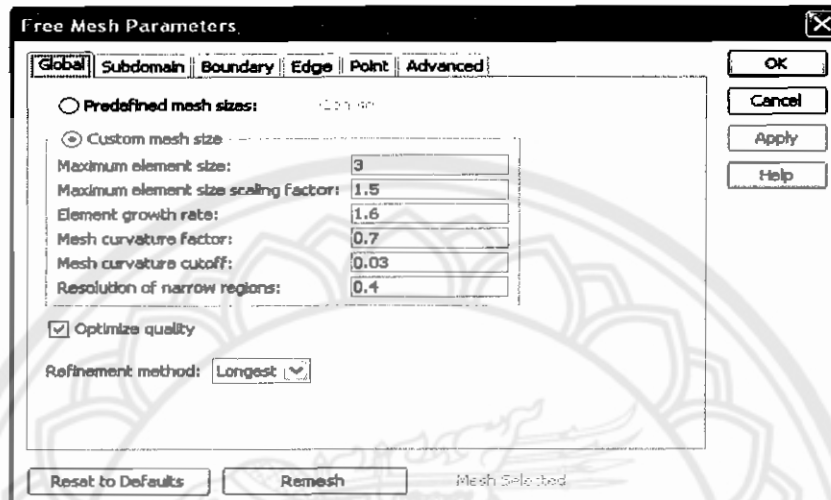 Free Mesh Parameters
Global Subdomain Boundary Edge Point Advanced
OK
Cancel
Apply
Help
Predefined mesh sizes:
Custom mesh size
Maximum element size: 3
Maximum element size scaling factor: 1.5
Element growth rate: 1.6
Mesh curvature factor: 0.7
Mesh curvature cutoff: 0.03
Resolution of narrow regions: 0.4
Optimize quality
Refinement method: Longest
Reset to Defaults Remesh Mesh Selected